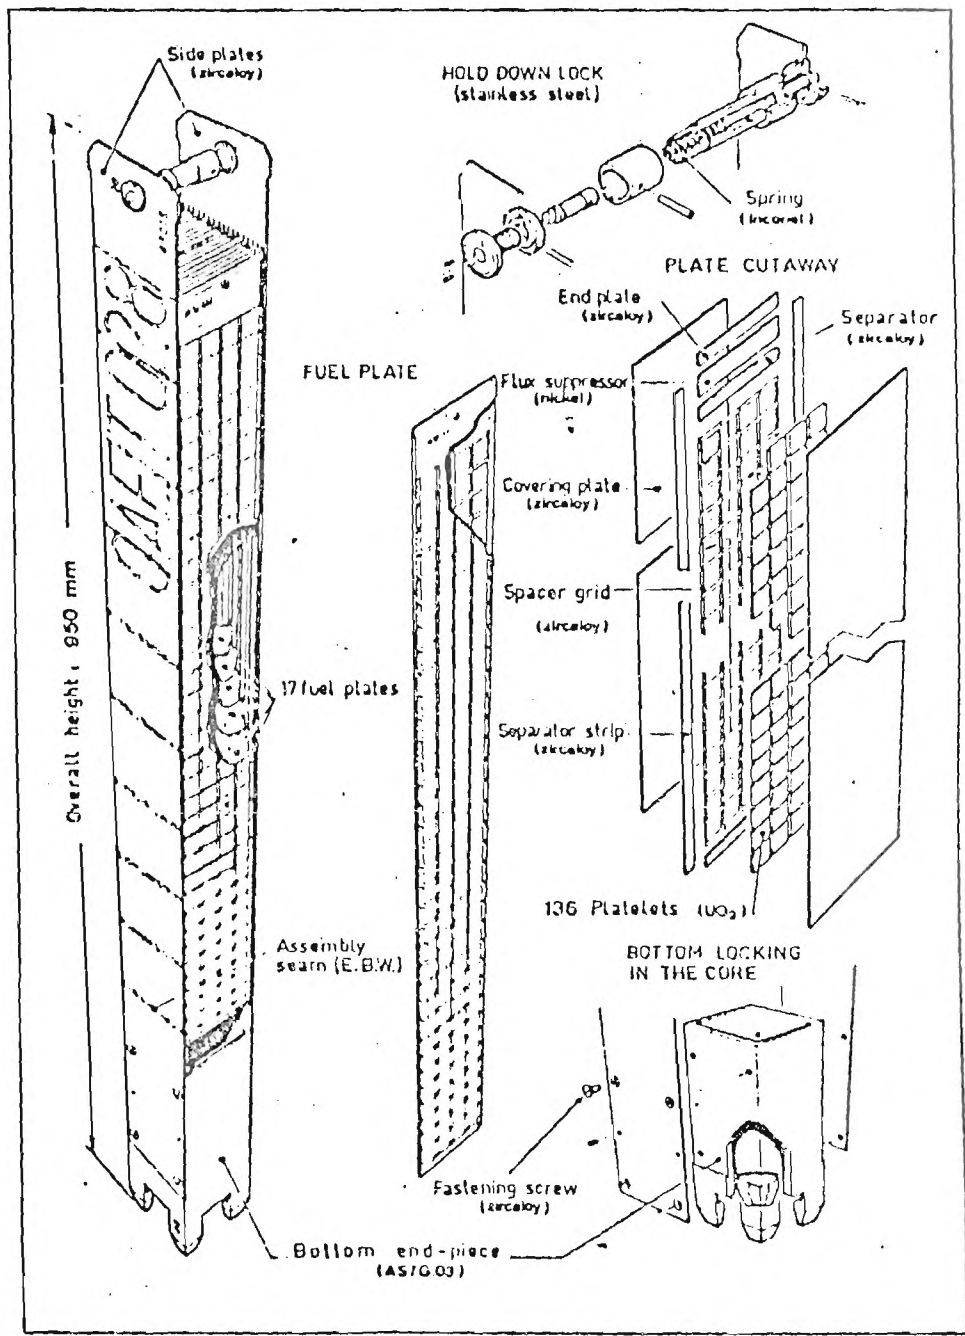 Side plates
(zircaloy)
HOLD DOWN LOCK
(stainless steel)
Spring
(inconel)
PLATE CUTAWAY
End plate
(zircaloy)
Separator
(zircaloy)
FUEL PLATE
Flux suppressor
(nickel)
Covering plate
(zircaloy)
Spacer grid
(zircaloy)
Overall height: 950 mm
17 fuel plates
Separator strip
(zircaloy)
136 Platelets (UO₂)
Assembly
seam (E.B.W.)
BOTTOM LOCKING
IN THE CORE
Fastening screw
(zircaloy)
Bottom end-piece